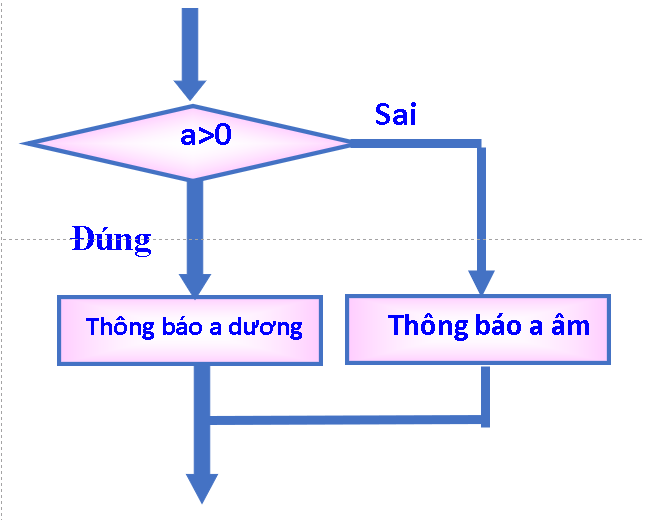 a>0
Sai
Đúng
Thông báo a dương
Thông báo a âm